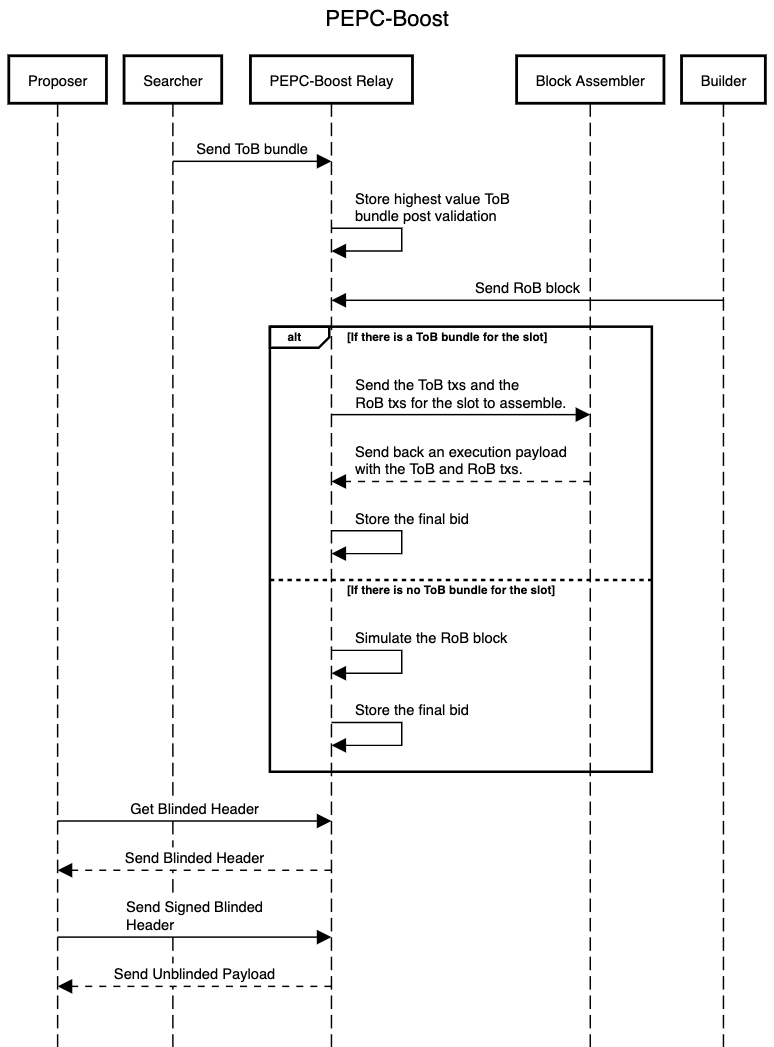 PEPC-Boost
Proposer
Searcher
PEPC-Boost Relay
Block Assembler
Builder
Send ToB bundle
Store highest value ToB
bundle post validation
Send RoB block
alt
[If there is a ToB bundle for the slot]
Send the ToB txs and the
RoB txs for the slot to assemble.
Send back an execution payload
with the ToB and RoB txs.
Store the final bid
[If there is no ToB bundle for the slot]
Simulate the RoB block
Store the final bid
Get Blinded Header
Send Blinded Header
Send Signed Blinded
Header
Send Unblinded Payload